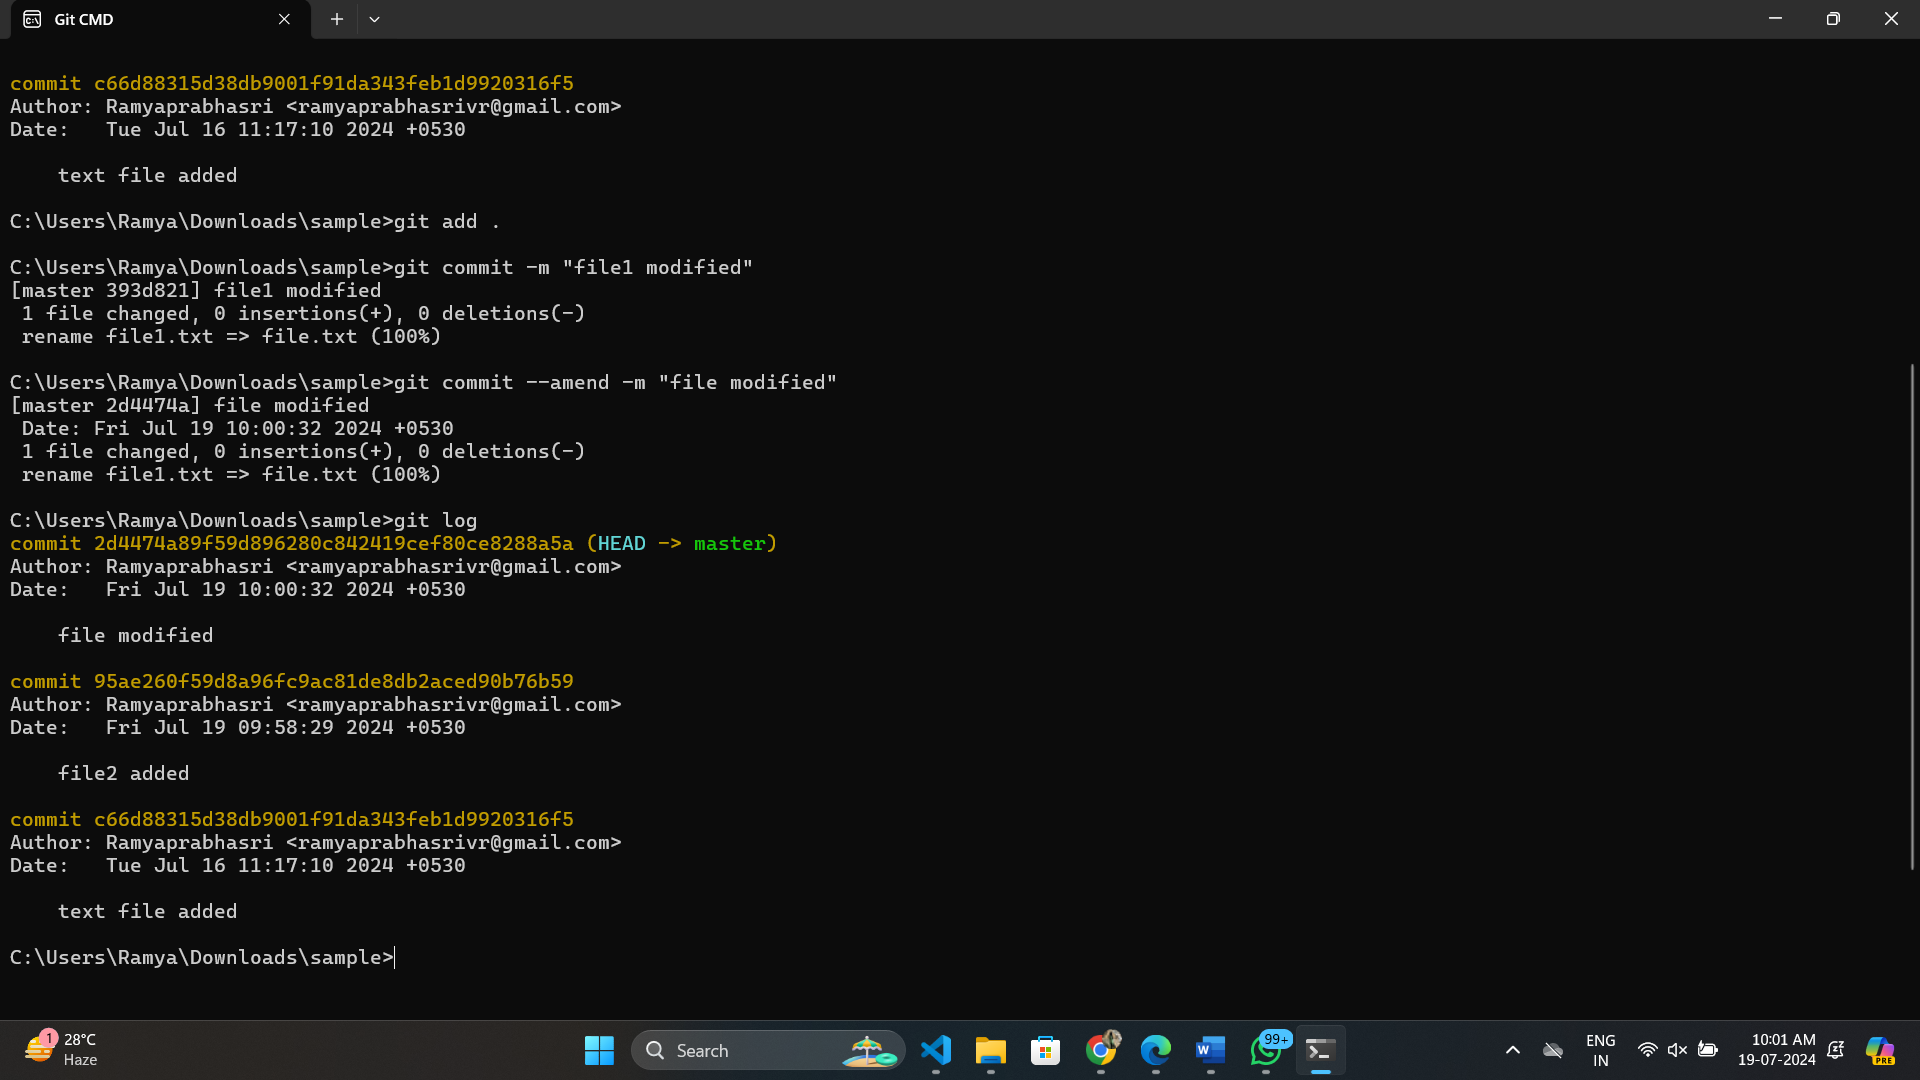 Git CMD
commit c66d88315d38db9001f91da343feb1d9920316f5
Author: Ramyaprabhasri <ramyaprabhasrivr@gmail.com>
Date:   Tue Jul 16 11:17:10 2024 +0530
text file added
C:\Users\Ramya\Downloads\sample>git add .
C:\Users\Ramya\Downloads\sample>git commit -m "file1 modified"
[master 393d821] file1 modified
1 file changed, 0 insertions(+), 0 deletions(-)
rename file1.txt => file.txt (100%)
C:\Users\Ramya\Downloads\sample>git commit --amend -m "file modified"
[master 2d4474a] file modified
Date: Fri Jul 19 10:00:32 2024 +0530
1 file changed, 0 insertions(+), 0 deletions(-)
rename file1.txt => file.txt (100%)
C:\Users\Ramya\Downloads\sample>git log
commit 2d4474a89f59d896280c842419cef80ce8288a5a (HEAD -> master)
Author: Ramyaprabhasri <ramyaprabhasrivr@gmail.com>
Date:   Fri Jul 19 10:00:32 2024 +0530
file modified
commit 95ae260f59d8a96fc9ac81de8db2aced90b76b59
Author: Ramyaprabhasri <ramyaprabhasrivr@gmail.com>
Date:   Fri Jul 19 09:58:29 2024 +0530
file2 added
commit c66d88315d38db9001f91da343feb1d9920316f5
Author: Ramyaprabhasri <ramyaprabhasrivr@gmail.com>
Date:   Tue Jul 16 11:17:10 2024 +0530
text file added
C:\Users\Ramya\Downloads\sample>
1
28°C
Haze
Search
W
99+
ENG
IN
10:01 AM
19-07-2024
PRE